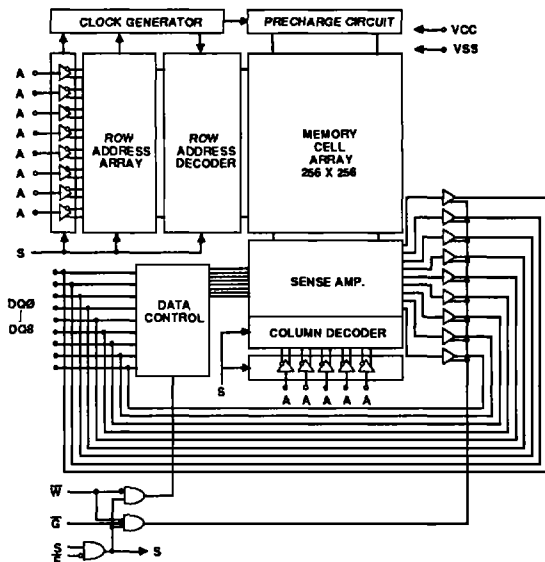 CLOCK GENERATOR
PRECHARGE CIRCUIT
VCC
VSS
A
A
A
A
A
A
A
A
ROW
ADDRESS
ARRAY
ROW
ADDRESS
DECODER
MEMORY
CELL
ARRAY
256 X 256
S
DQ0
DQ8
DATA
CONTROL
SENSE AMP.
COLUMN DECODER
S
A A A A A
W
G
S
E
S